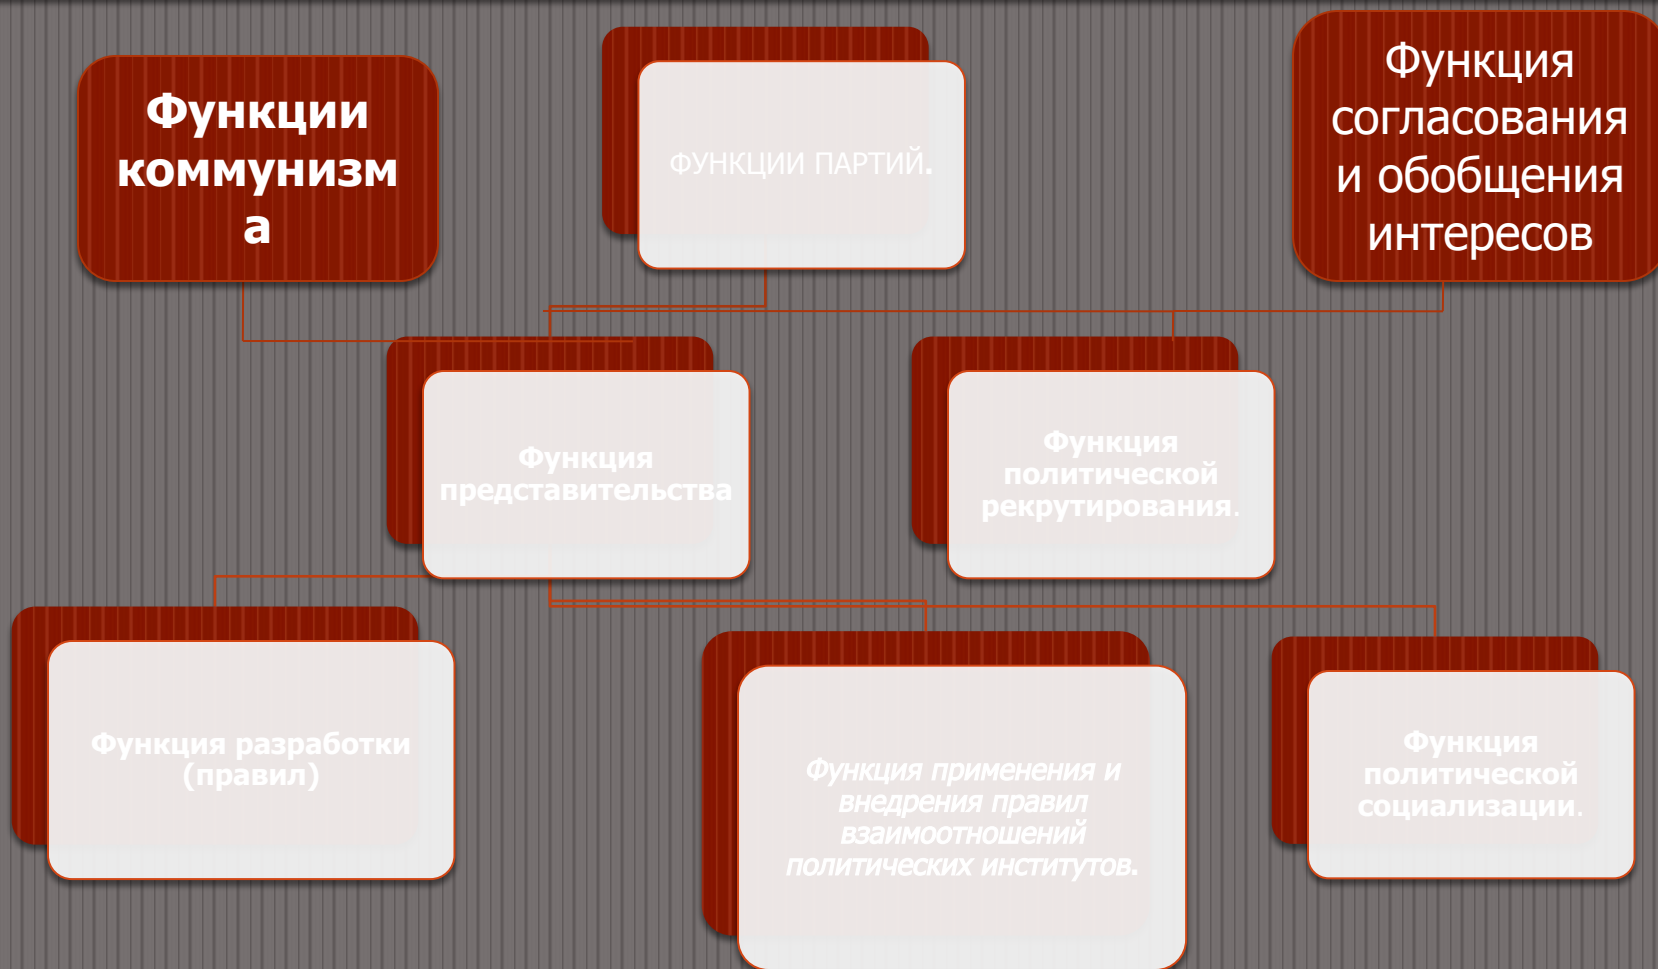 Функции
коммунизм
а
ФУНКЦИИ ПАРТИЙ.
Функция
согласования
и обобщения
интересов
Функция
представительства
Функция
политической
рекрутирования.
Функция разработки
(правил)
Функция применения и
внедрения правил
взаимоотношений
политических институтов.
Функция
политической
социализации.